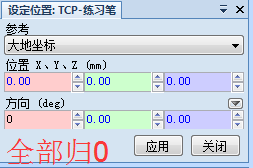 设定位置: TCP-练习笔
参考
大地坐标
位置 X、Y、Z (mm)
0.00 0.00 0.00
方向 (deg)
0 0.00 0.00
全部归0 应用 关闭